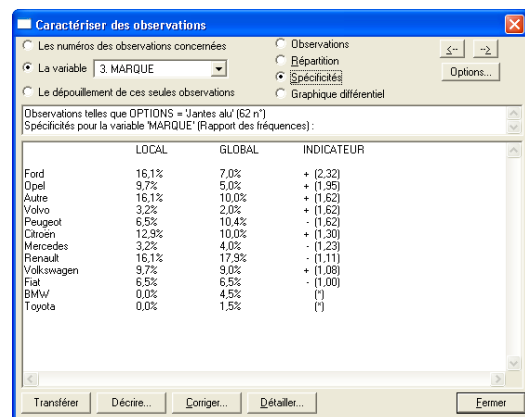 Caractériser des observations
Les numéros des observations concernées
La variable 3. MARQUE
Le dépouillement de ces seules observations
Observations
Répartition
Spécificités
Graphique différentiel
<-- -->
Options...
Observations telles que OPTIONS = 'Jantes alu' (62 n°)
Spécificités pour la variable 'MARQUE' (Rapport des fréquences) :
LOCAL GLOBAL INDICATEUR
Ford 16,1% 7,0% + (2,32)
Opel 9,7% 5,0% + (1,95)
Autre 16,1% 10,0% + (1,62)
Volvo 3,2% 2,0% + (1,62)
Peugeot 6,5% 10,4% - (1,62)
Citroën 12,9% 10,0% + (1,30)
Mercedes 3,2% 4,0% - (1,23)
Renault 16,1% 17,9% - (1,11)
Volkswagen 9,7% 9,0% + (1,08)
Fiat 6,5% 6,5% - (1,00)
BMW 0,0% 4,5% (*)
Toyota 0,0% 1,5% (*)
Transférer Décrire... Corriger... Détailler... Fermer